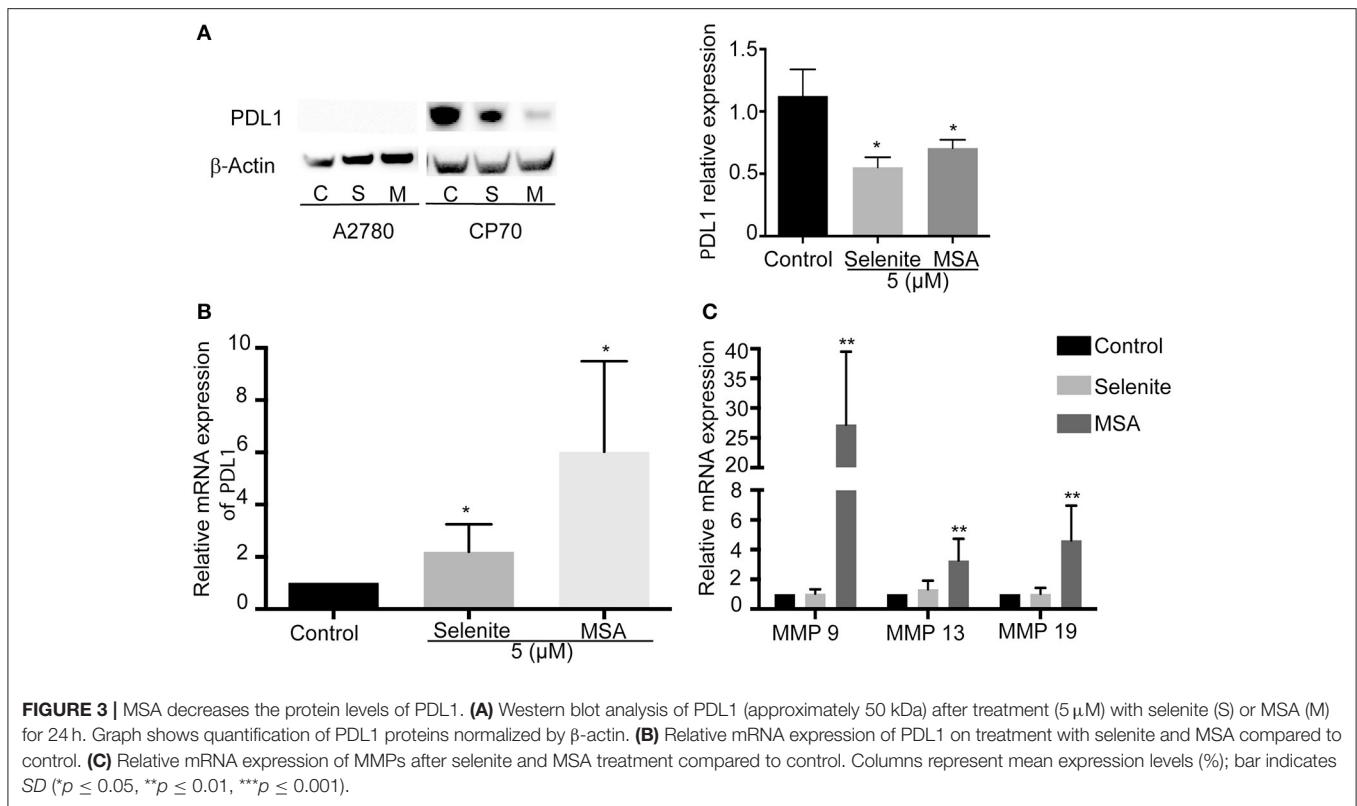 A
PDL1
β-Actin
C S M C S M
A2780 CP70
PDL1 relative expression
1.5
1.0
0.5
0
Control Selenite MSA
5 (µM)
* *
B
Relative mRNA expression
of PDL1
10
8
6
4
2
0
* *
Control Selenite MSA
5 (µM)
C
Relative mRNA expression
40
35
30
25
20
8
6
4
2
0
** ** **
MMP 9 MMP 13 MMP 19
Control
Selenite
MSA
FIGURE 3 | MSA decreases the protein levels of PDL1. (A) Western blot analysis of PDL1 (approximately 50 kDa) after treatment (5 µM) with selenite (S) or MSA (M)
for 24 h. Graph shows quantification of PDL1 proteins normalized by β-actin. (B) Relative mRNA expression of PDL1 on treatment with selenite and MSA compared to
control. (C) Relative mRNA expression of MMPs after selenite and MSA treatment compared to control. Columns represent mean expression levels (%); bar indicates
SD (*p ≤ 0.05, **p ≤ 0.01, ***p ≤ 0.001).